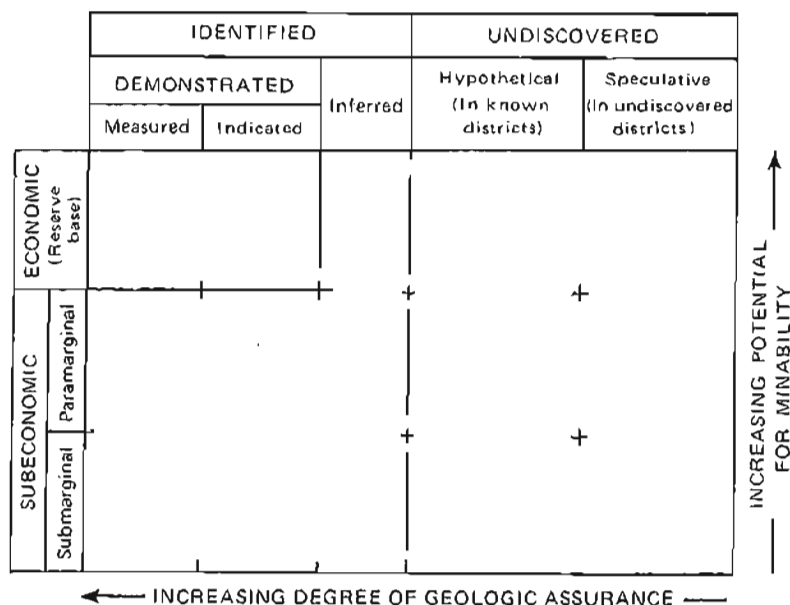 IDENTIFIED
UNDISCOVERED
DEMONSTRATED
Measured
Indicated
Inferred
Hypothetical
(In known
districts)
Speculative
(In undiscovered
districts)
ECONOMIC
(Reserve
base)
SUBECONOMIC
Paramarginal
Submarginal
INCREASING POTENTIAL
FOR MINABILITY
INCREASING DEGREE OF GEOLOGIC ASSURANCE